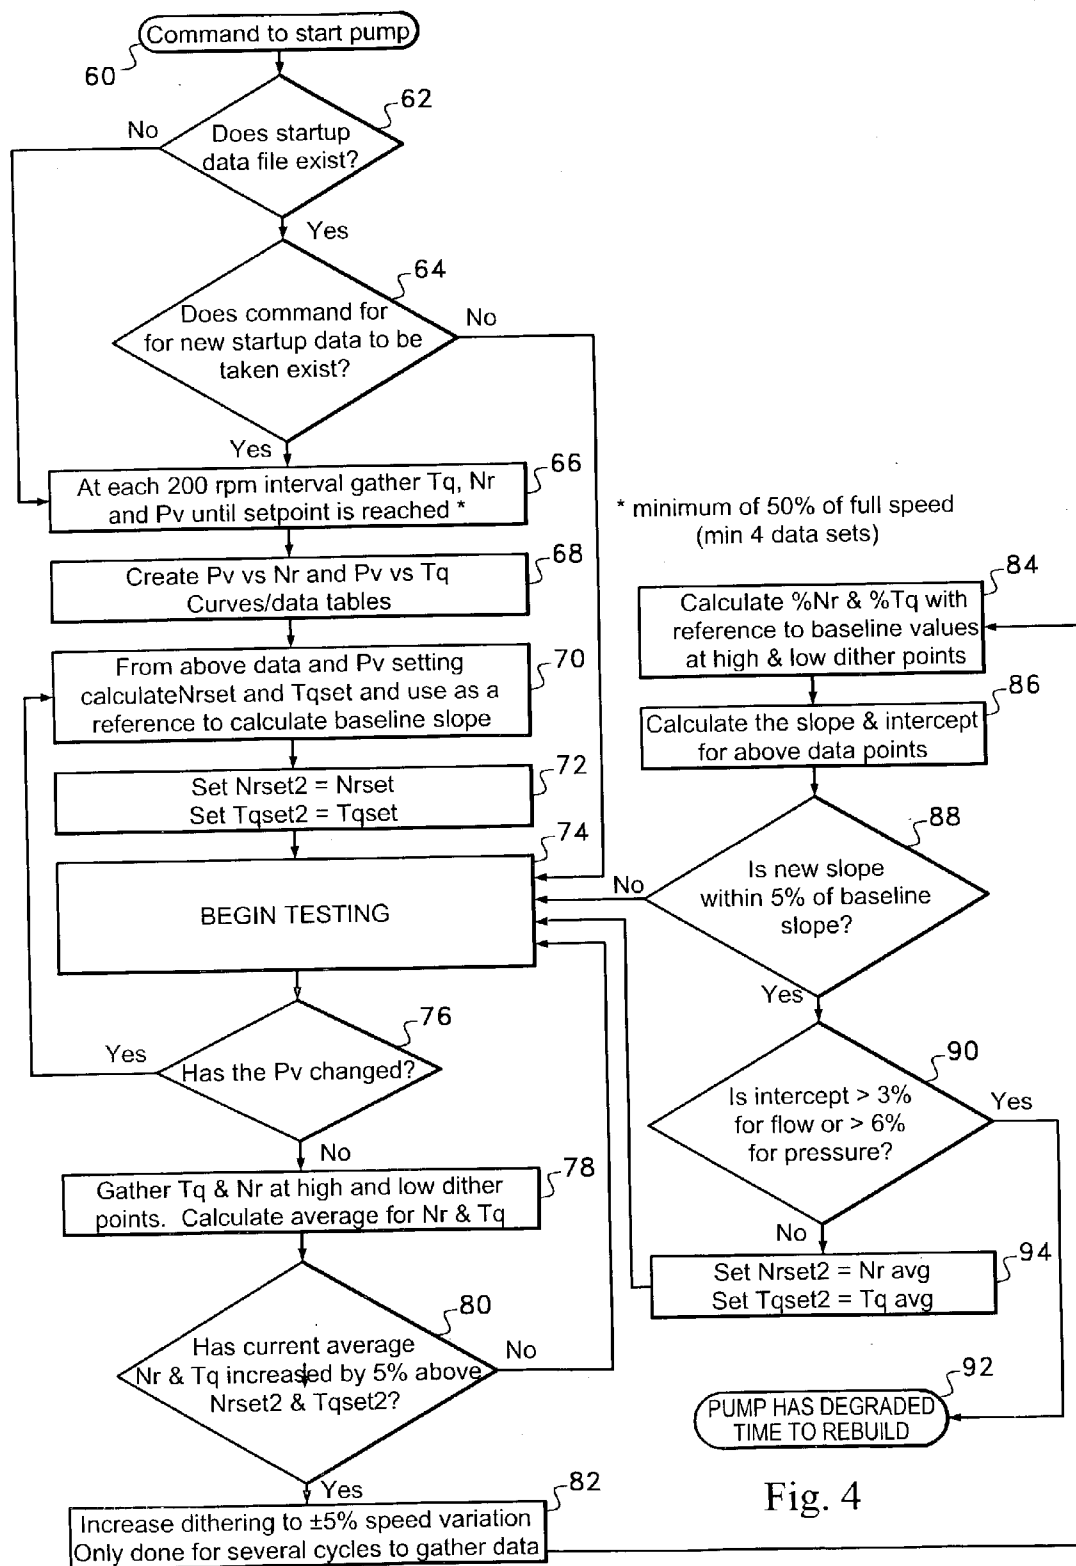 Command to start pump
60
62
No
Does startup
data file exist?
Yes
64
Does command for
for new startup data to be
taken exist?
No
Yes
66
At each 200 rpm interval gather Tq, Nr
and Pv until setpoint is reached *
* minimum of 50% of full speed
(min 4 data sets)
68
Create Pv vs Nr and Pv vs Tq
Curves/data tables
70
From above data and Pv setting
calculateNrset and Tqset and use as a
reference to calculate baseline slope
72
Set Nrset2 = Nrset
Set Tqset2 = Tqset
74
BEGIN TESTING
76
Yes
Has the Pv changed?
No
78
Gather Tq & Nr at high and low dither
points. Calculate average for Nr & Tq
80
Has current average
Nr & Tq increased by 5% above
Nrset2 & Tqset2?
No
Yes
82
Increase dithering to ±5% speed variation
Only done for several cycles to gather data
84
Calculate %Nr & %Tq with
reference to baseline values
at high & low dither points
86
Calculate the slope & intercept
for above data points
88
Is new slope
within 5% of baseline
slope?
No
Yes
90
Is intercept > 3%
for flow or > 6%
for pressure?
Yes
No
94
Set Nrset2 = Nr avg
Set Tqset2 = Tq avg
92
PUMP HAS DEGRADED
TIME TO REBUILD
Fig. 4